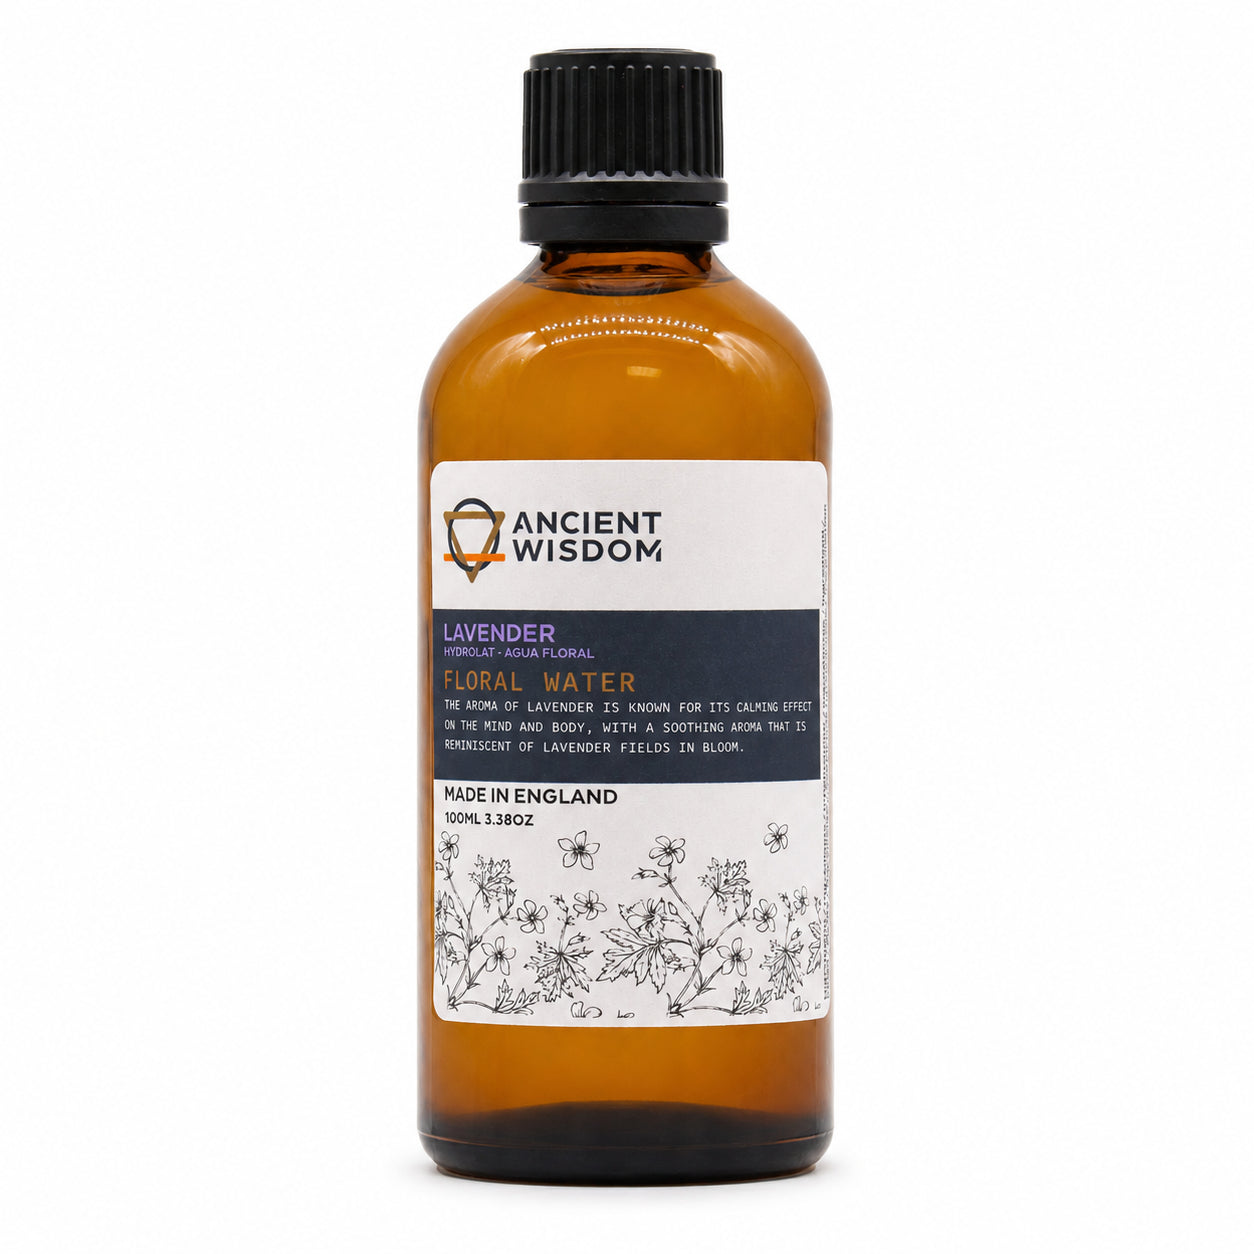 ANCIENT
WISDOM
LAVENDER
HYDROLAT - AGUA FLORAL
FLORAL WATER
THE AROMA OF LAVENDER IS KNOWN FOR ITS CALMING EFFECT
ON THE MIND AND BODY, WITH A SOOTHING AROMA THAT IS
REMINISCENT OF LAVENDER FIELDS IN BLOOM.
MADE IN ENGLAND
100ML 3.38OZ